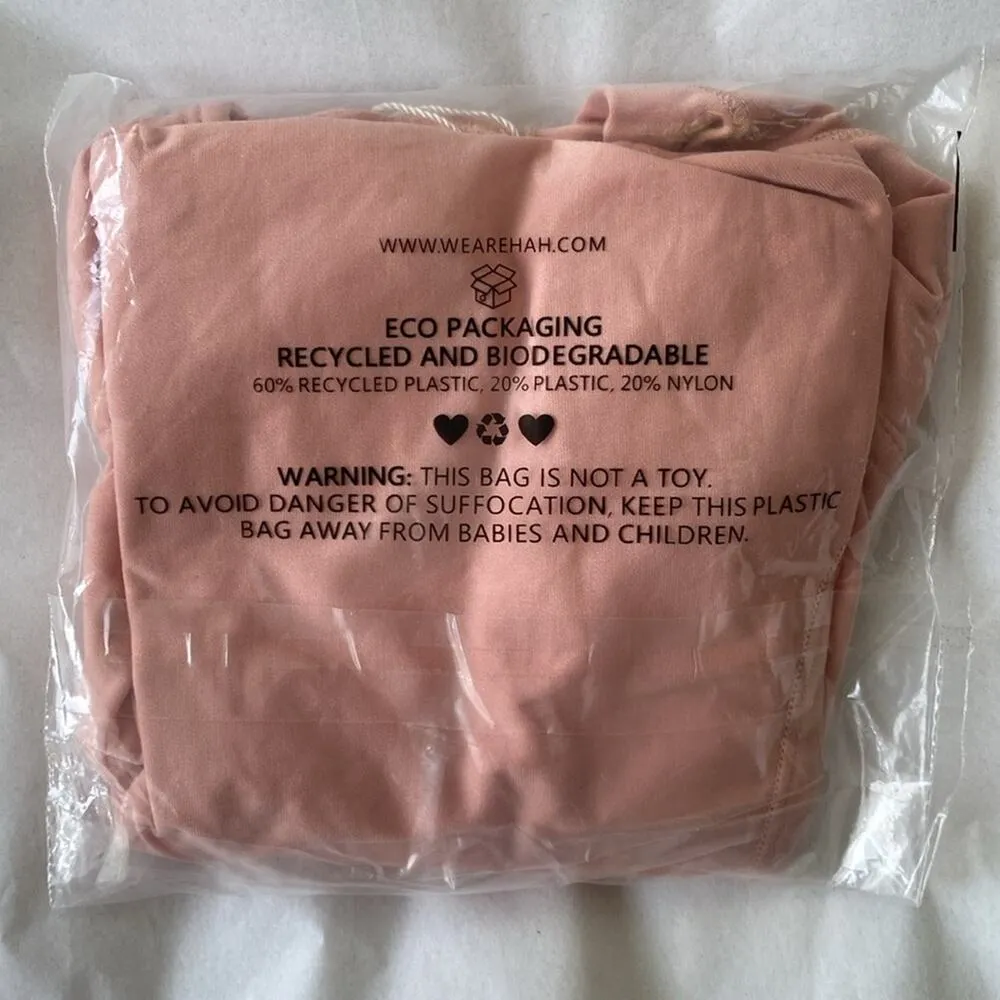 WWW.WEAREHAH.COM
ECO PACKAGING
RECYCLED AND BIODEGRADABLE
60% RECYCLED PLASTIC, 20% PLASTIC, 20% NYLON
WARNING: THIS BAG IS NOT A TOY.
TO AVOID DANGER OF SUFFOCATION, KEEP THIS PLASTIC
BAG AWAY FROM BABIES AND CHILDREN.